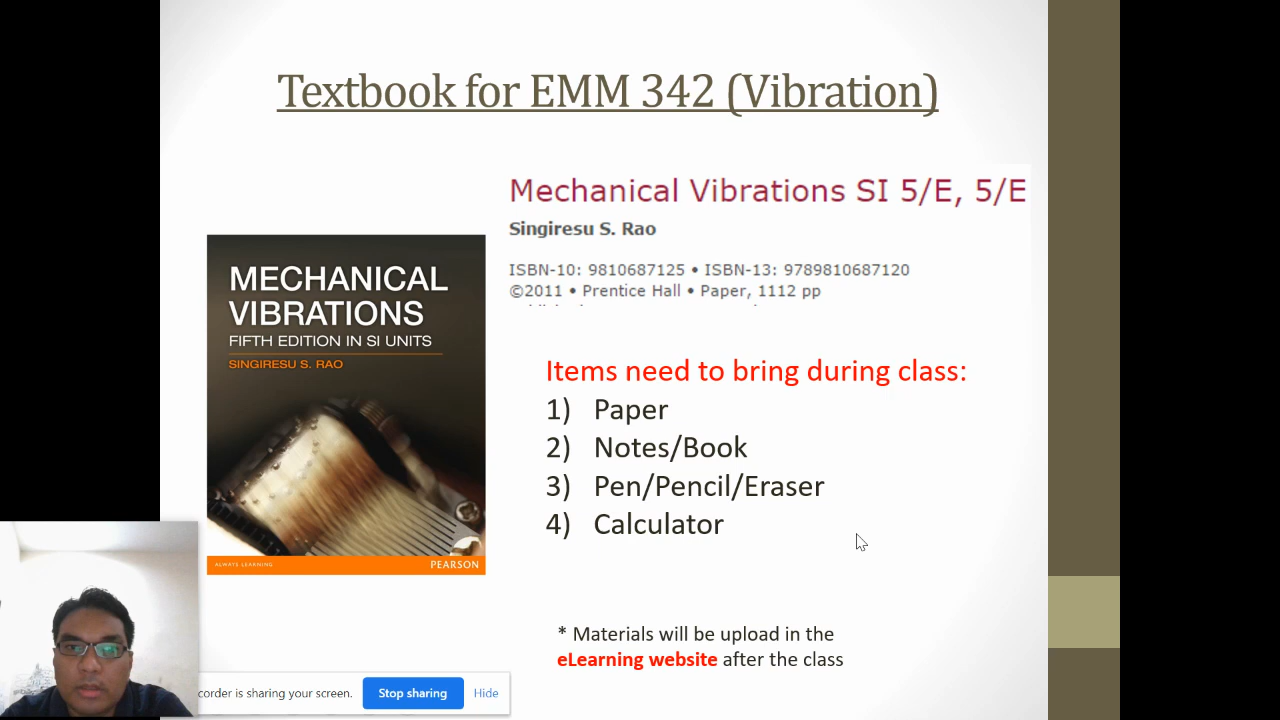 Textbook for EMM 342 (Vibration)
Mechanical Vibrations SI 5/E, 5/E
Singiresu S. Rao
ISBN-10: 9810687125 • ISBN-13: 9789810687120
©2011 • Prentice Hall • Paper, 1112 pp
MECHANICAL
VIBRATIONS
FIFTH EDITION IN SI UNITS
SINGIRESU S. RAO
ALWAYS LEARNING
PEARSON
Items need to bring during class:
1) Paper
2) Notes/Book
3) Pen/Pencil/Eraser
4) Calculator
* Materials will be upload in the
eLearning website after the class
corder is sharing your screen.
Stop sharing
Hide